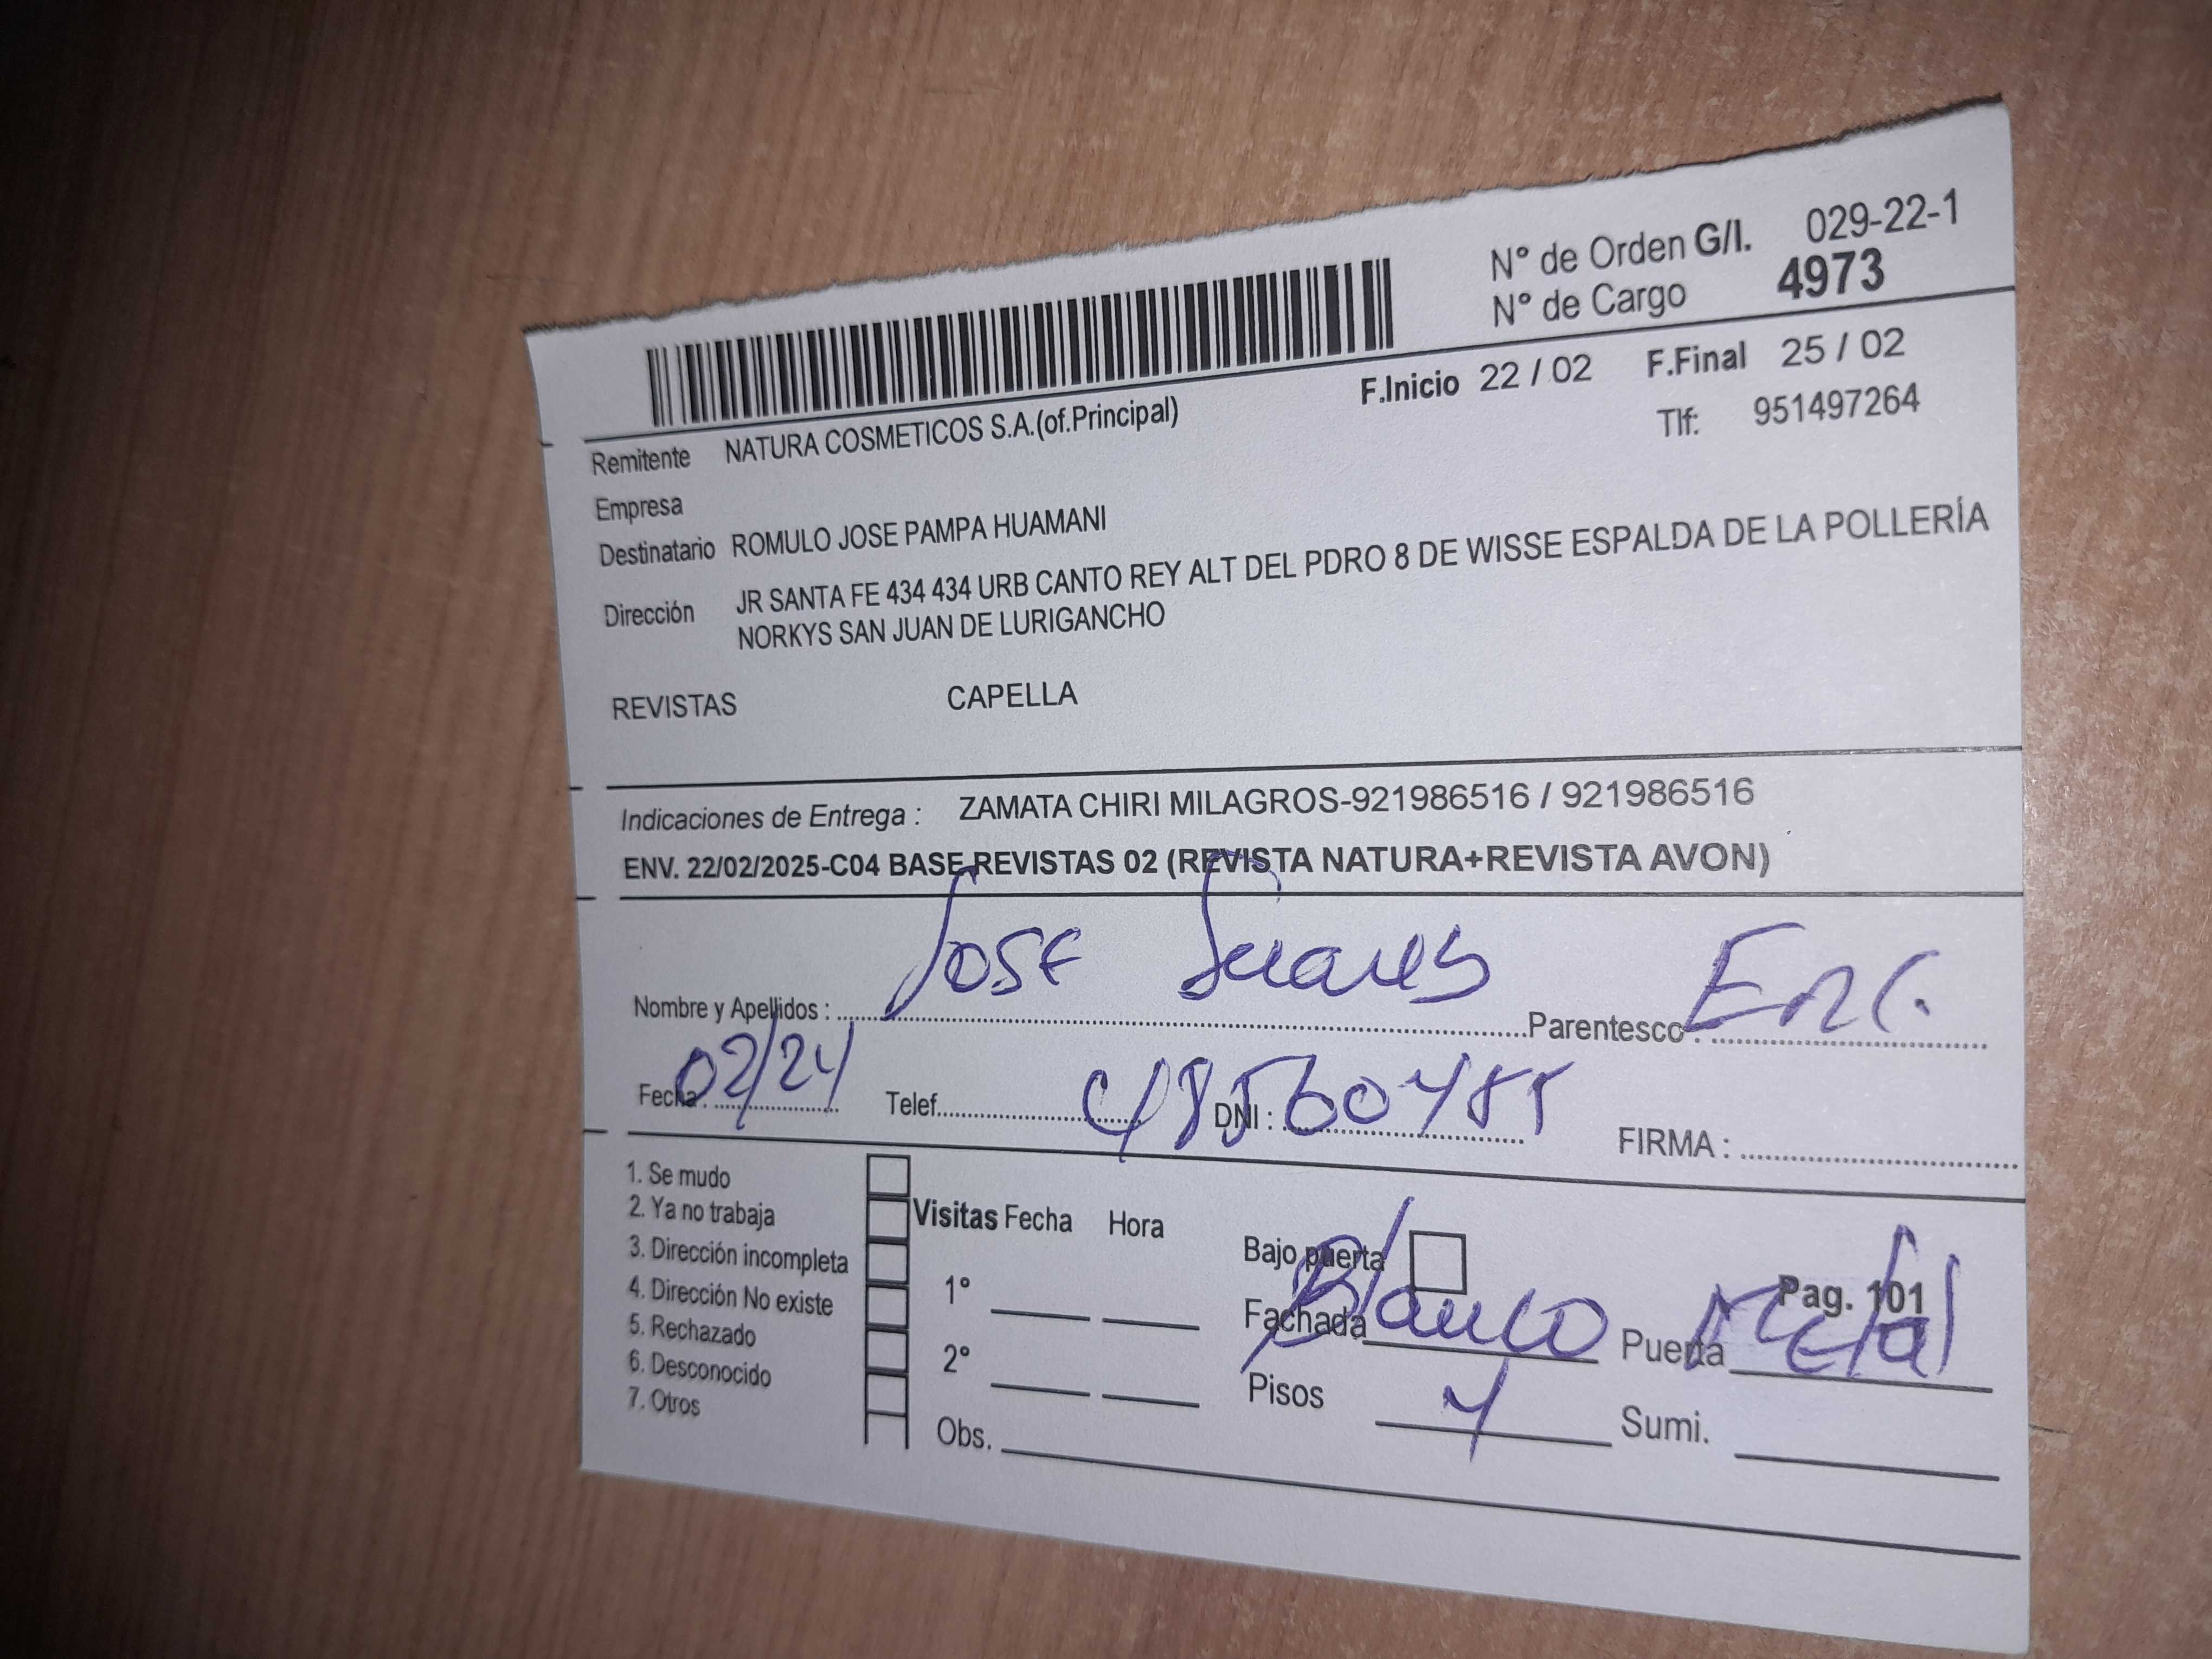 N° de Orden G/I. 029-22-1
N° de Cargo 4973
F.Inicio 22 / 02 F.Final 25 / 02
Remitente NATURA COSMETICOS S.A.(of.Principal) Tlf: 951497264
Empresa
Destinatario ROMULO JOSE PAMPA HUAMANI
Dirección JR SANTA FE 434 434 URB CANTO REY ALT DEL PDRO 8 DE WISSE ESPALDA DE LA POLLERÍA
NORKYS SAN JUAN DE LURIGANCHO
REVISTAS CAPELLA
Indicaciones de Entrega : ZAMATA CHIRI MILAGROS-921986516 / 921986516
ENV. 22/02/2025-C04 BASE REVISTAS 02 (REVISTA NATURA+REVISTA AVON)
Nombre y Apellidos : Jose Parentesco : Enc.
Fecha : 02/24 Telef. DNI : FIRMA :
1. Se mudo
2. Ya no trabaja
3. Dirección incompleta
4. Dirección No existe
5. Rechazado
6. Desconocido
7. Otros
Visitas Fecha Hora
1°
2°
Obs.
Bajo puerta
Pag. 101
Fachada Blanco Puerta Metal
Pisos 4 Sumi.